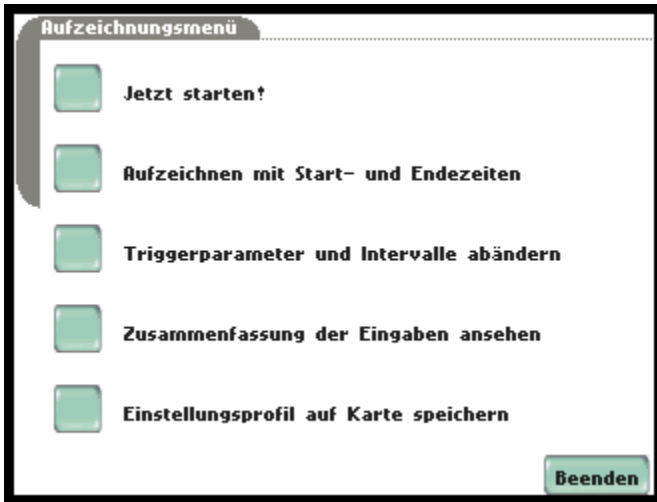 Aufzeichnungsmenü
Jetzt starten!
Aufzeichnen mit Start- und Endezeiten
Triggerparameter und Intervalle abändern
Zusammenfassung der Eingaben ansehen
Einstellungsprofil auf Karte speichern
Beenden